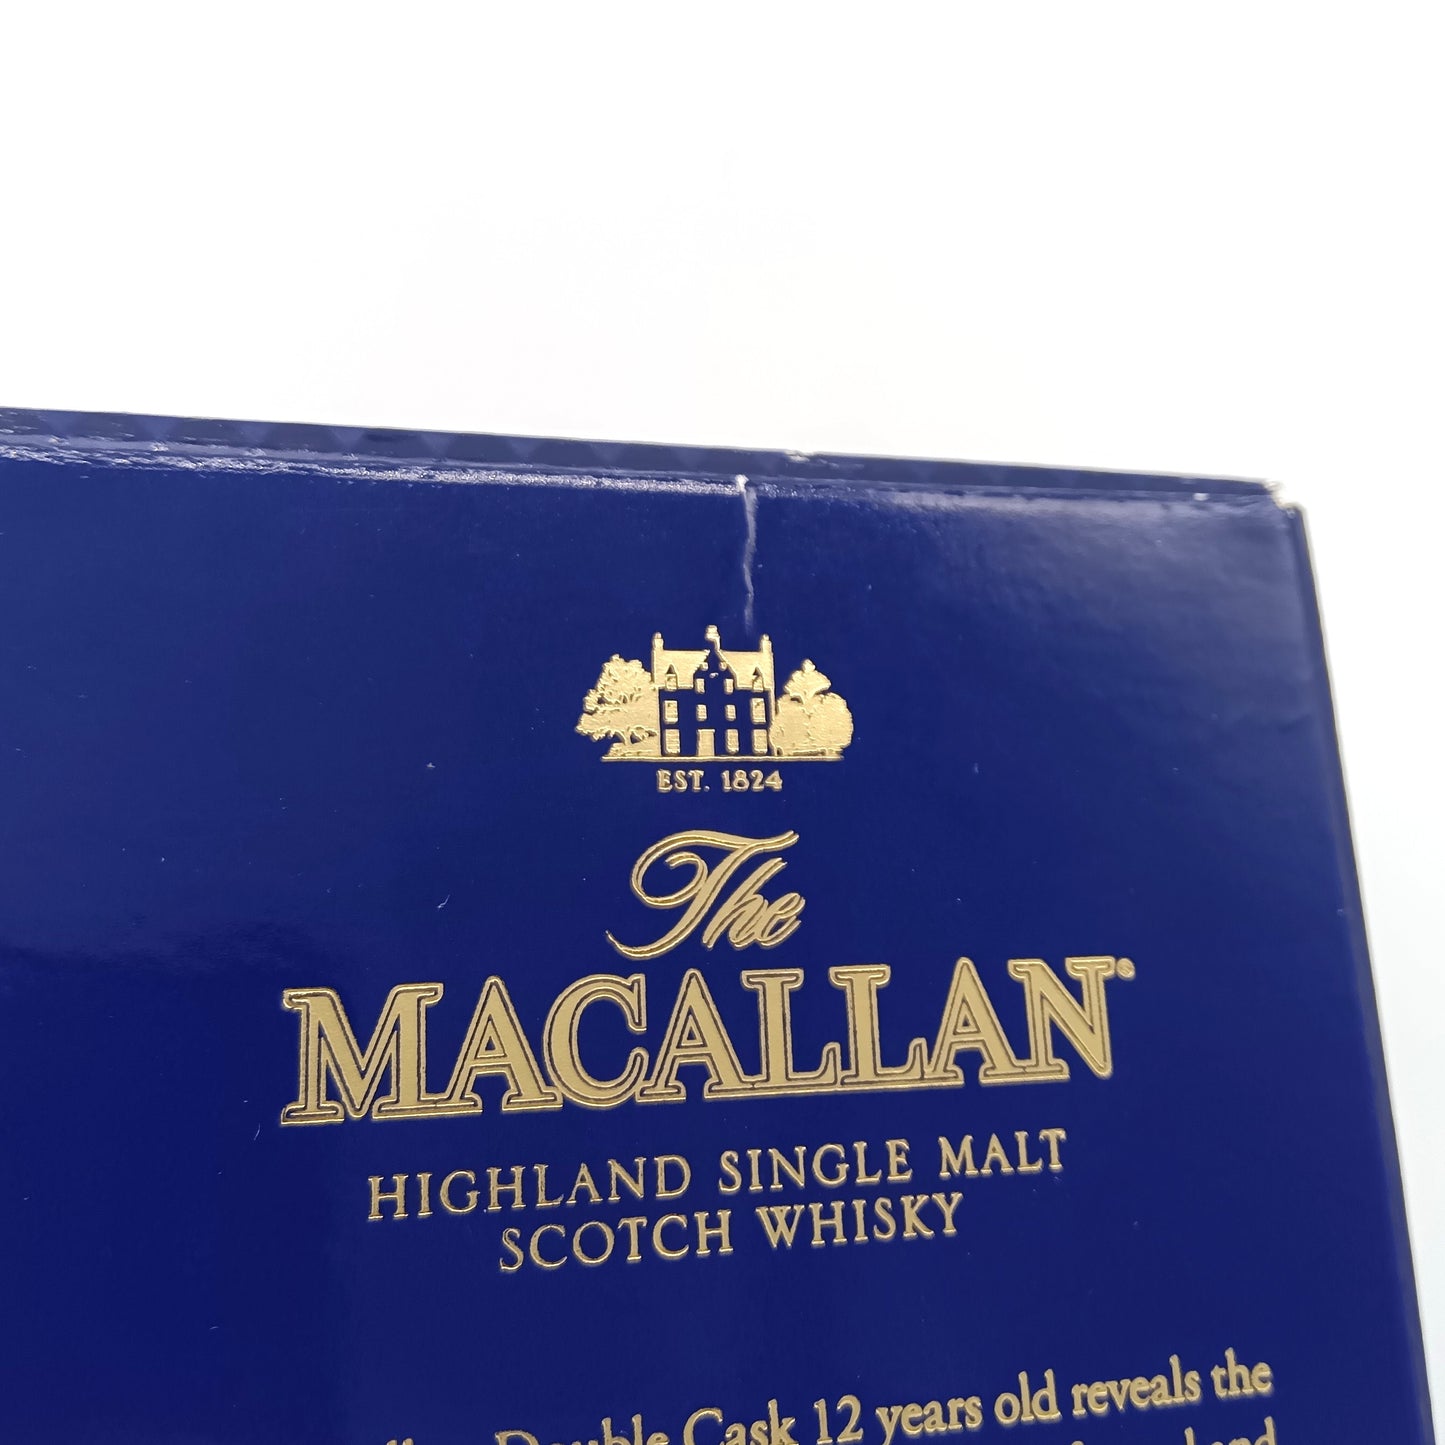 EST. 1824
The
MACALLAN®
HIGHLAND SINGLE MALT
SCOTCH WHISKY
Double Cask 12 years old reveals the